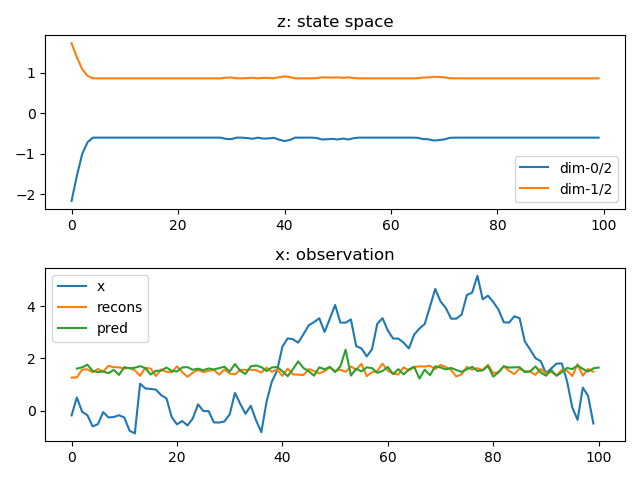 z: state space
1
0
−1
−2
dim-0/2
dim-1/2
0 20 40 60 80 100
x: observation
x
recons
pred
4
2
0
0 20 40 60 80 100